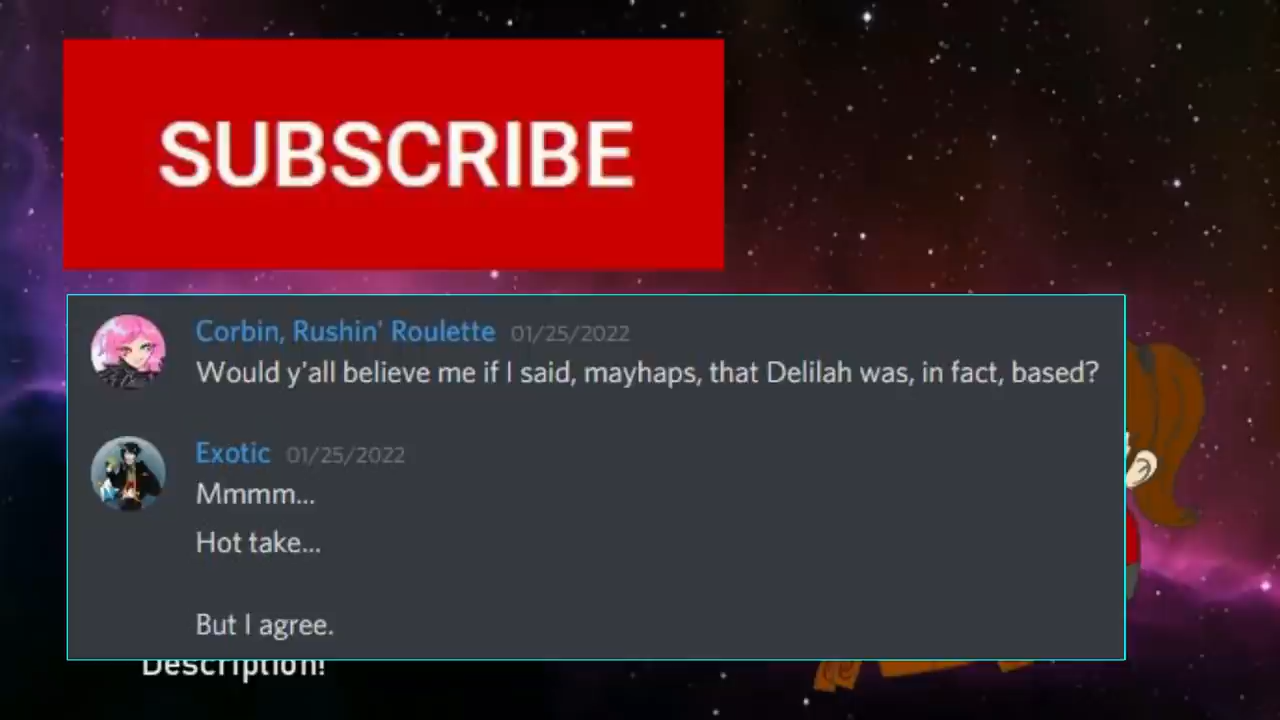 SUBSCRIBE
Corbin, Rushin' Roulette 01/25/2022
Would y'all believe me if I said, mayhaps, that Delilah was, in fact, based?
Exotic 01/25/2022
Mmmm...
Hot take...
But I agree.
Description!